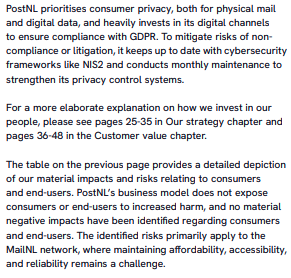 PostNL prioritises consumer privacy, both for physical mail
and digital data, and heavily invests in its digital channels
to ensure compliance with GDPR. To mitigate risks of non-
compliance or litigation, it keeps up to date with cybersecurity
frameworks like NIS2 and conducts monthly maintenance to
strengthen its privacy control systems.
For a more elaborate explanation on how we invest in our
people, please see pages 25-35 in Our strategy chapter and
pages 36-48 in the Customer value chapter.
The table on the previous page provides a detailed depiction
of our material impacts and risks relating to consumers
and end-users. PostNL's business model does not expose
consumers or end-users to increased harm, and no material
negative impacts have been identified regarding consumers
and end-users. The identified risks primarily apply to the
MailNL network, where maintaining affordability, accessibility,
and reliability remains a challenge.